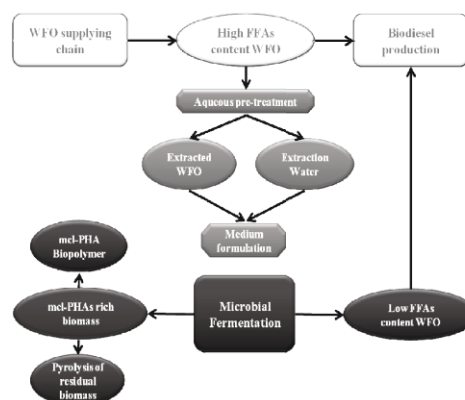 WFO supplying
chain
High FFAs
content WFO
Biodiesel
production
Aqueous pre-treatment
Extracted
WFO
Extraction
Water
Medium
formulation
mcl-PHA
Biopolymer
mcl-PHAs rich
biomass
Microbial
Fermentation
Low FFAs
content WFO
Pyrolysis of
residual
biomass